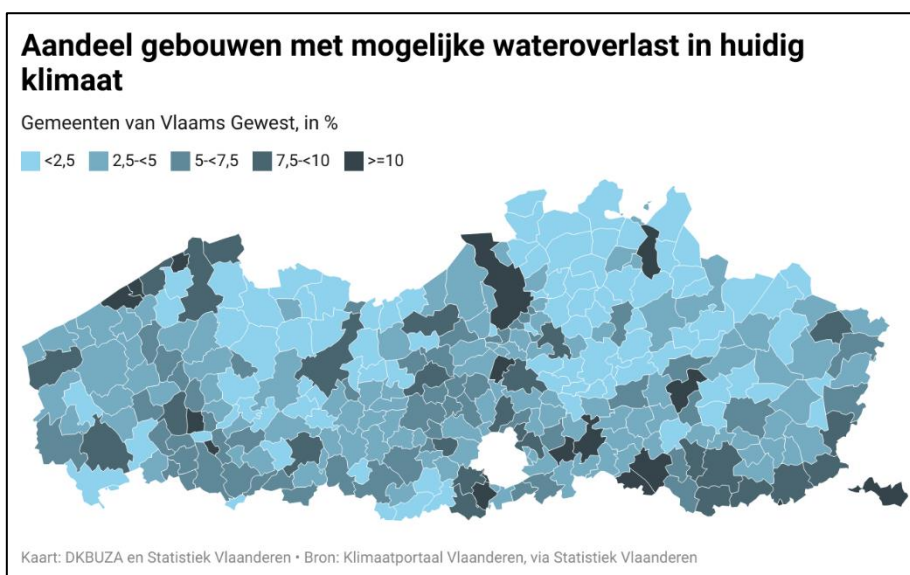 Aandeel gebouwen met mogelijke wateroverlast in huidig
klimaat
Gemeenten van Vlaams Gewest, in %
<2,5 2,5-<5 5-<7,5 7,5-<10 >=10
Kaart: DKBUZA en Statistiek Vlaanderen • Bron: Klimaatportaal Vlaanderen, via Statistiek Vlaanderen